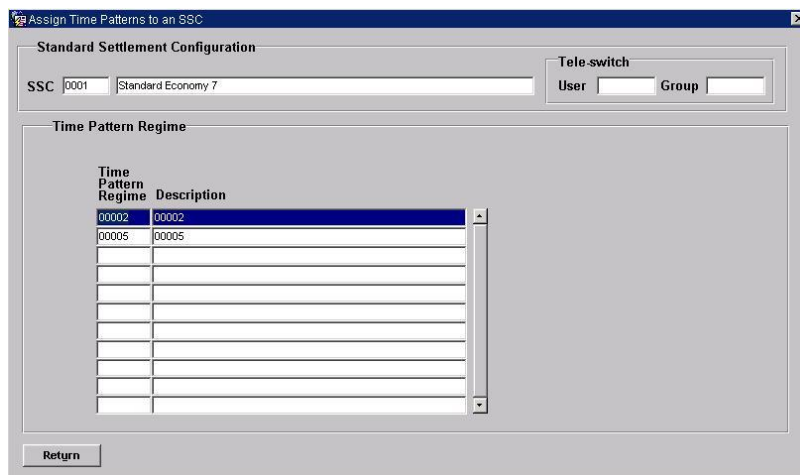 Assign Time Patterns to an SSC
Standard Settlement Configuration
Tele-switch
SSC 0001 Standard Economy 7 User Group
Time Pattern Regime
Time
Pattern
Regime Description
00002 00002
00005 00005
Return